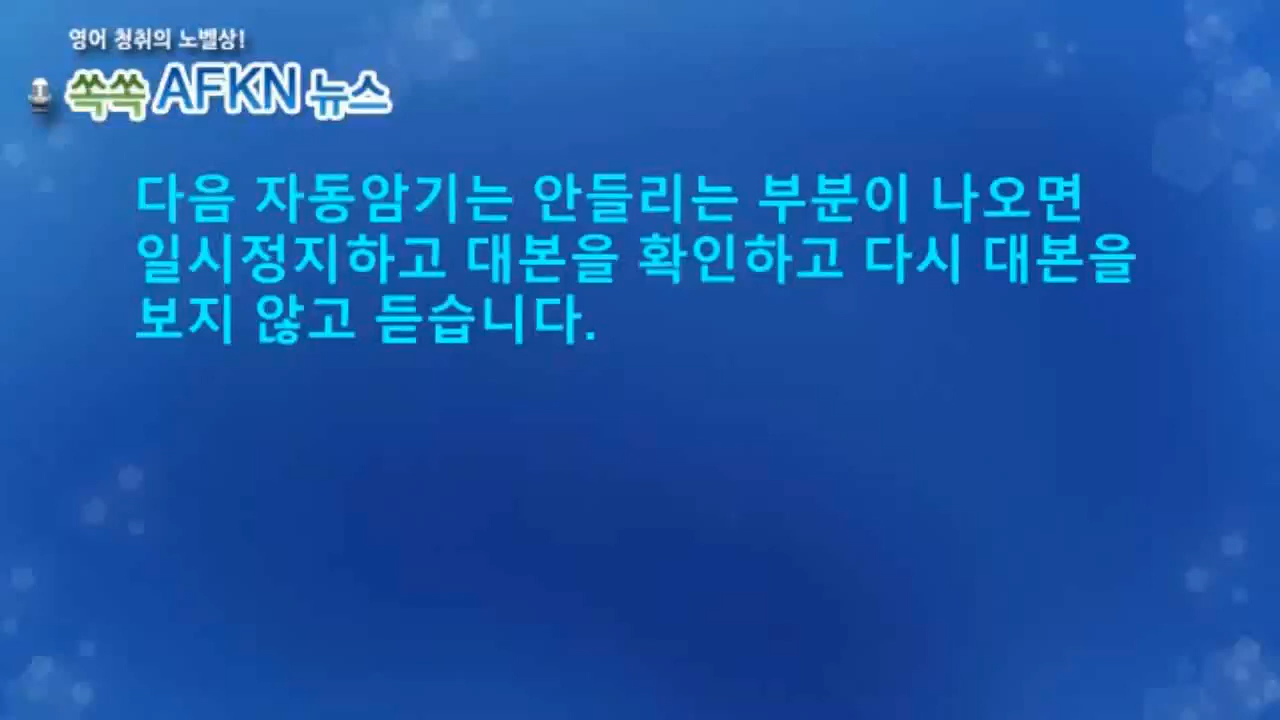 영어 청취의 노벨상!
쏙쏙 AFKN 뉴스
다음 자동암기는 안들리는 부분이 나오면
일시정지하고 대본을 확인하고 다시 대본을
보지 않고 듣습니다.